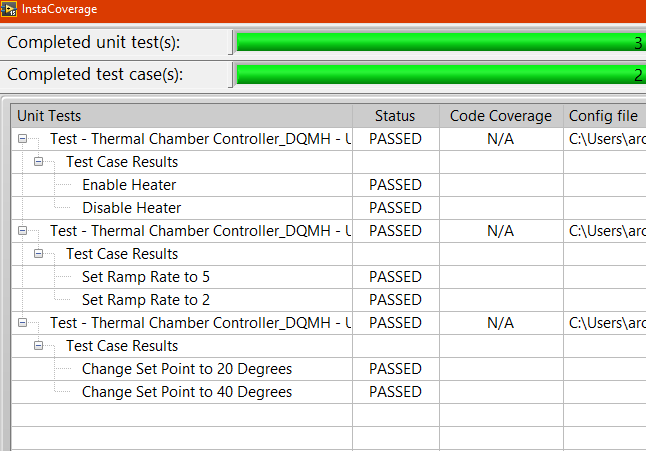 InstaCoverage
Completed unit test(s): 3
Completed test case(s): 2
Unit Tests Status Code Coverage Config file
Test - Thermal Chamber Controller_DQMH - U PASSED N/A C:\Users\arc
Test Case Results
Enable Heater PASSED
Disable Heater PASSED
Test - Thermal Chamber Controller_DQMH - U PASSED N/A C:\Users\arc
Test Case Results
Set Ramp Rate to 5 PASSED
Set Ramp Rate to 2 PASSED
Test - Thermal Chamber Controller_DQMH - U PASSED N/A C:\Users\arc
Test Case Results
Change Set Point to 20 Degrees PASSED
Change Set Point to 40 Degrees PASSED